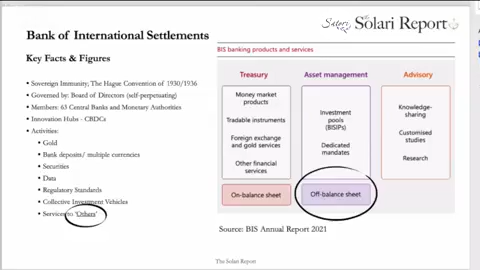 Solari
The Solari Report
Bank of International Settlements
Key Facts & Figures
• Sovereign Immunity, The Hague Convention of 1930/1936
• Governed by: Board of Directors (self-perpetuating)
• Members: 63 Central Banks and Monetary Authorities
• Innovation Hubs - CBDCs
• Activities:
• Gold
• Bank deposits/ multiple currencies
• Securities
• Data
• Regulatory Standards
• Collective Investment Vehicles
• Services to 'Others'
BIS banking products and services
Treasury
Money market
products
Tradable instruments
Foreign exchange
and gold services
Other financial
services
On-balance sheet
Asset management
Investment
pools
(BISIPs)
Dedicated
mandates
Off-balance sheet
Advisory
Knowledge-
sharing
Customised
studies
Research
Source: BIS Annual Report 2021
The Solari Report